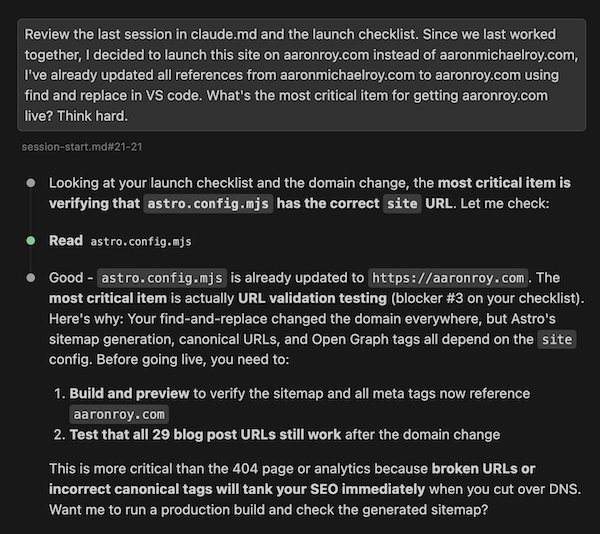 Review the last session in claude.md and the launch checklist. Since we last worked
together, I decided to launch this site on aaronroy.com instead of aaronmichaelroy.com,
I've already updated all references from aaronmichaelroy.com to aaronroy.com using
find and replace in VS code. What's the most critical item for getting aaronroy.com
live? Think hard.
session-start.md#21-21
Looking at your launch checklist and the domain change, the most critical item is
verifying that astro.config.mjs has the correct site URL. Let me check:
Read astro.config.mjs
Good - astro.config.mjs is already updated to https://aaronroy.com. The
most critical item is actually URL validation testing (blocker #3 on your checklist).
Here's why: Your find-and-replace changed the domain everywhere, but Astro's
sitemap generation, canonical URLs, and Open Graph tags all depend on the site
config. Before going live, you need to:
1. Build and preview to verify the sitemap and all meta tags now reference
aaronroy.com
2. Test that all 29 blog post URLs still work after the domain change
This is more critical than the 404 page or analytics because broken URLs or
incorrect canonical tags will tank your SEO immediately when you cut over DNS.
Want me to run a production build and check the generated sitemap?